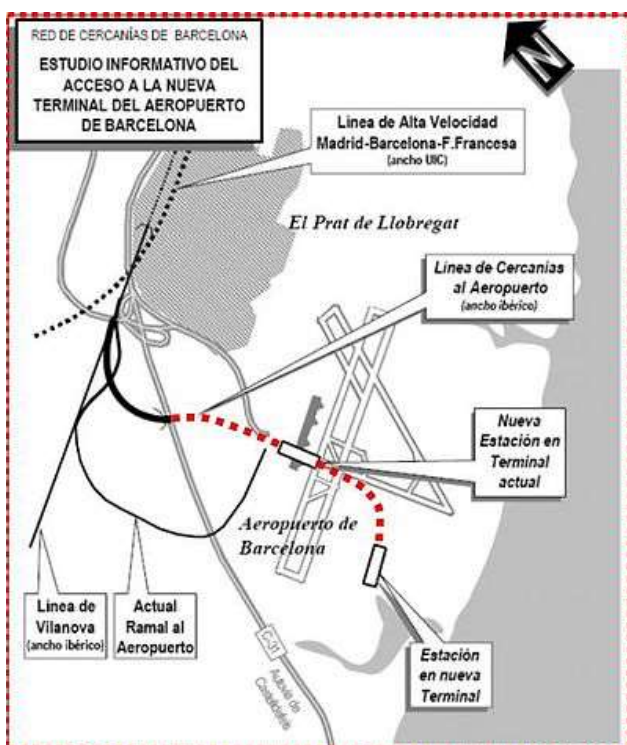 RED DE CERCANÍAS DE BARCELONA
ESTUDIO INFORMATIVO DEL
ACCESO A LA NUEVA
TERMINAL DEL AEROPUERTO
DE BARCELONA
N
Línea de Alta Velocidad
Madrid-Barcelona-F.Francesa
(ancho UIC)
El Prat de Llobregat
Línea de Cercanías
al Aeropuerto
(ancho ibérico)
Nueva
Estación en
Terminal
actual
Aeropuerto de
Barcelona
Línea de
Vilanova
(ancho ibérico)
Actual
Ramal al
Aeropuerto
C-31
Autovía de
Castelldefels
Estación
en nueva
Terminal